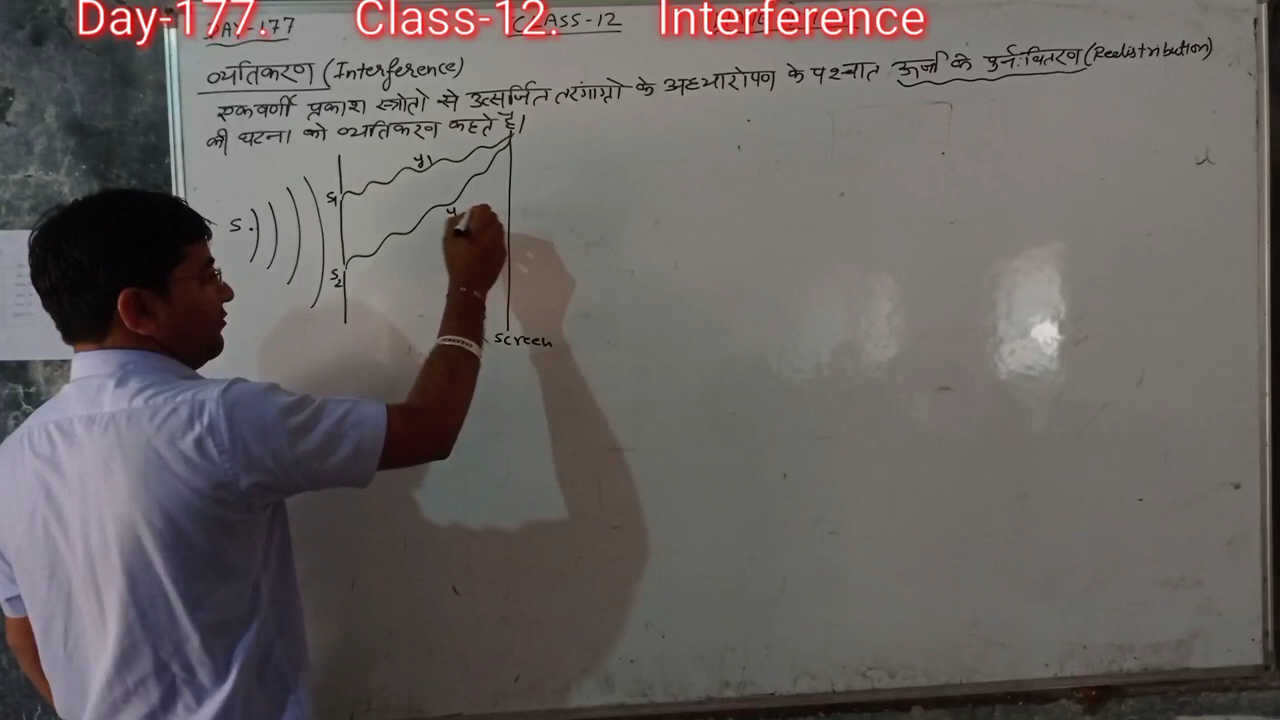 Day-177. Class-12. Interference
DAY-177 CLASS-12
व्यतिकरण (Interference)
एकवर्णी प्रकाश स्त्रोतो से उत्सर्जित तरंगाग्रो के अध्यारोपण के पश्चात ऊर्जा के पुर्न:वितरण (Redistribution)
की घटना को व्यतिकरण कहते है।
y1
S1
S.
y
S2
Screen